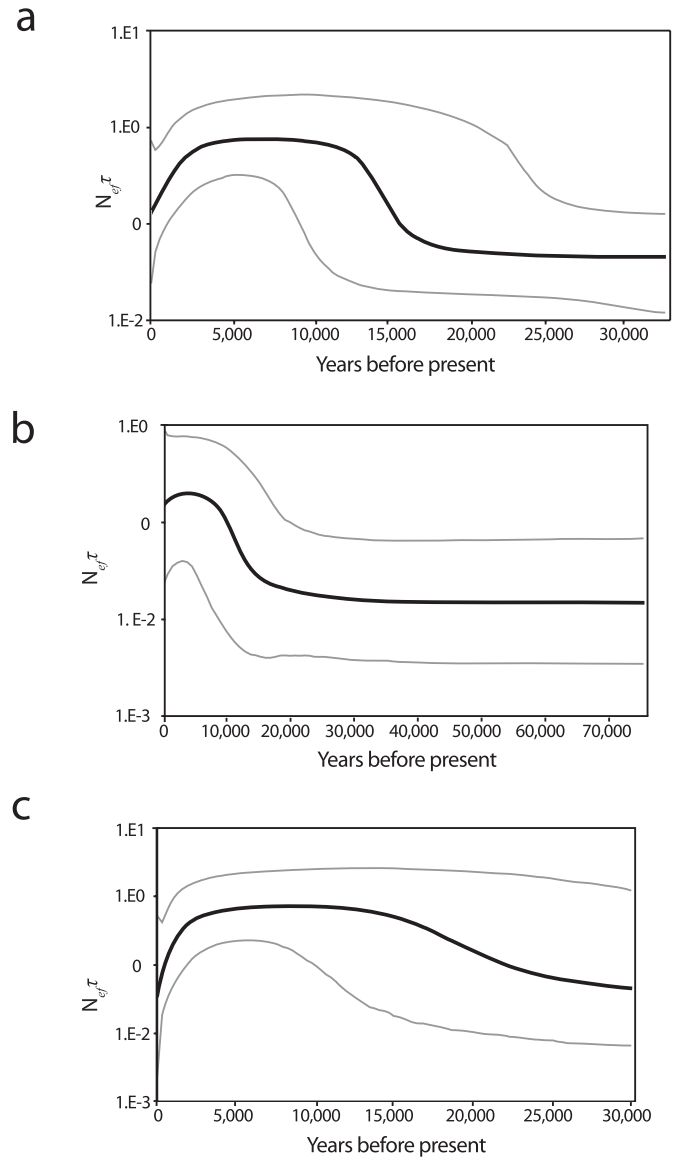 a
1.E1
1.E0
0
1.E-2
Nefτ
0 5,000 10,000 15,000 20,000 25,000 30,000
Years before present
b
1.E0
0
1. E-2
1.E-3
Nefτ
0 10,000 20,000 30,000 40,000 50,000 60,000 70,000
Years before present
c
1.E1
1.E0
0
1.E-2
1.E-3
Nefτ
0 5,000 10,000 15,000 20,000 25,000 30,000
Years before present